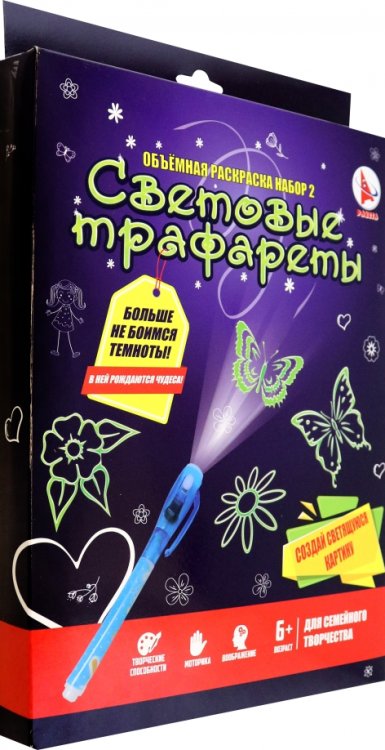 ОБЪЁМНАЯ РАСКРАСКА НАБОР 2
Световые
трафареты
БОЛЬШЕ
НЕ БОИМСЯ
ТЕМНОТЫ!
В НЕЙ РОЖДАЮТСЯ ЧУДЕСА!
СОЗДАЙ СВЕТЯЩУЮСЯ
КАРТИНУ
ТВОРЧЕСКИЕ
СПОСОБНОСТИ
МОТОРИКА
ВООБРАЖЕНИЕ
6+
ВОЗРАСТ
ДЛЯ СЕМЕЙНОГО
ТВОРЧЕСТВА